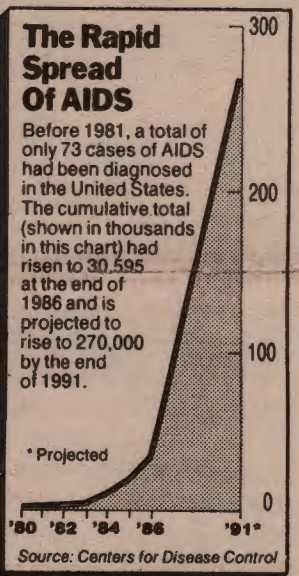 The Rapid
Spread
Of AIDS
Before 1981, a total of
only 73 cases of AIDS
had been diagnosed
in the United States.
The cumulative total
(shown in thousands
in this chart) had
risen to 30,595
at the end of
1986 and is
projected to
rise to 270,000
by the end
of 1991.
* Projected
300
200
100
0
'80 '82 '84 '86 '91*
Source: Centers for Disease Control